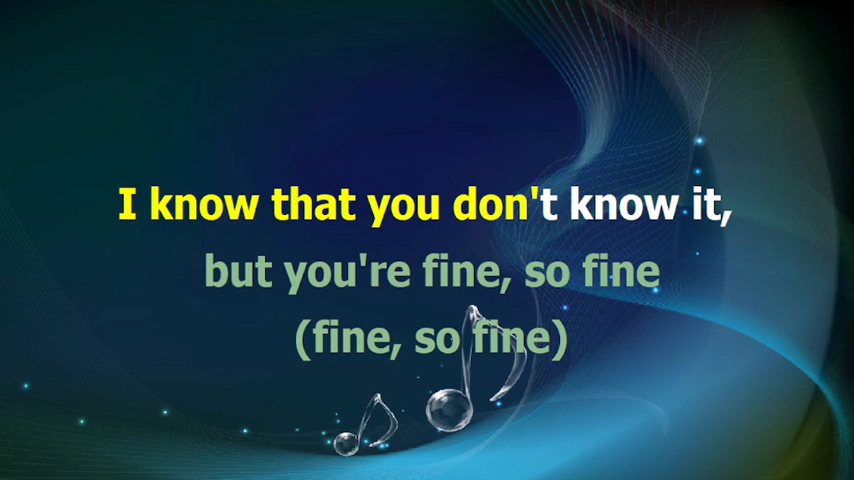 I know that you don't know it,
but you're fine, so fine
(fine, so fine)